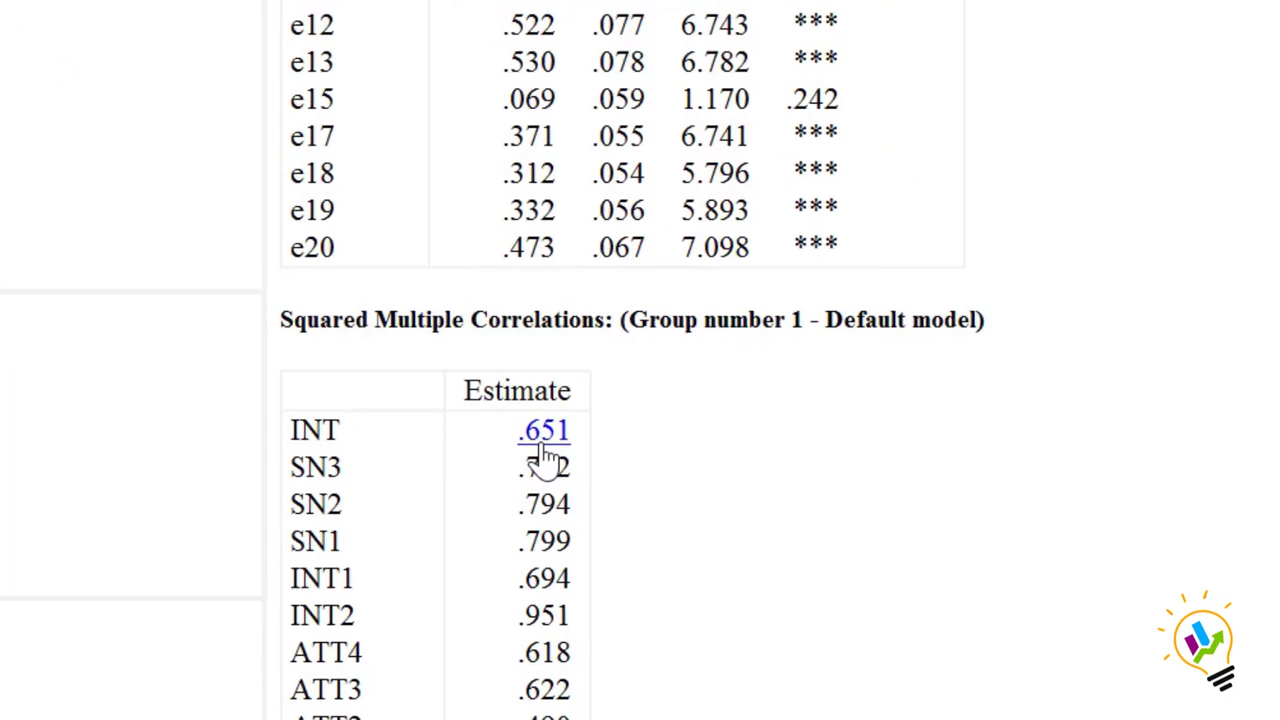 e12 .522 .077 6.743 ***
e13 .530 .078 6.782 ***
e15 .069 .059 1.170 .242
e17 .371 .055 6.741 ***
e18 .312 .054 5.796 ***
e19 .332 .056 5.893 ***
e20 .473 .067 7.098 ***
Squared Multiple Correlations: (Group number 1 - Default model)
Estimate
INT .651
SN3
SN2 .794
SN1 .799
INT1 .694
INT2 .951
ATT4 .618
ATT3 .622